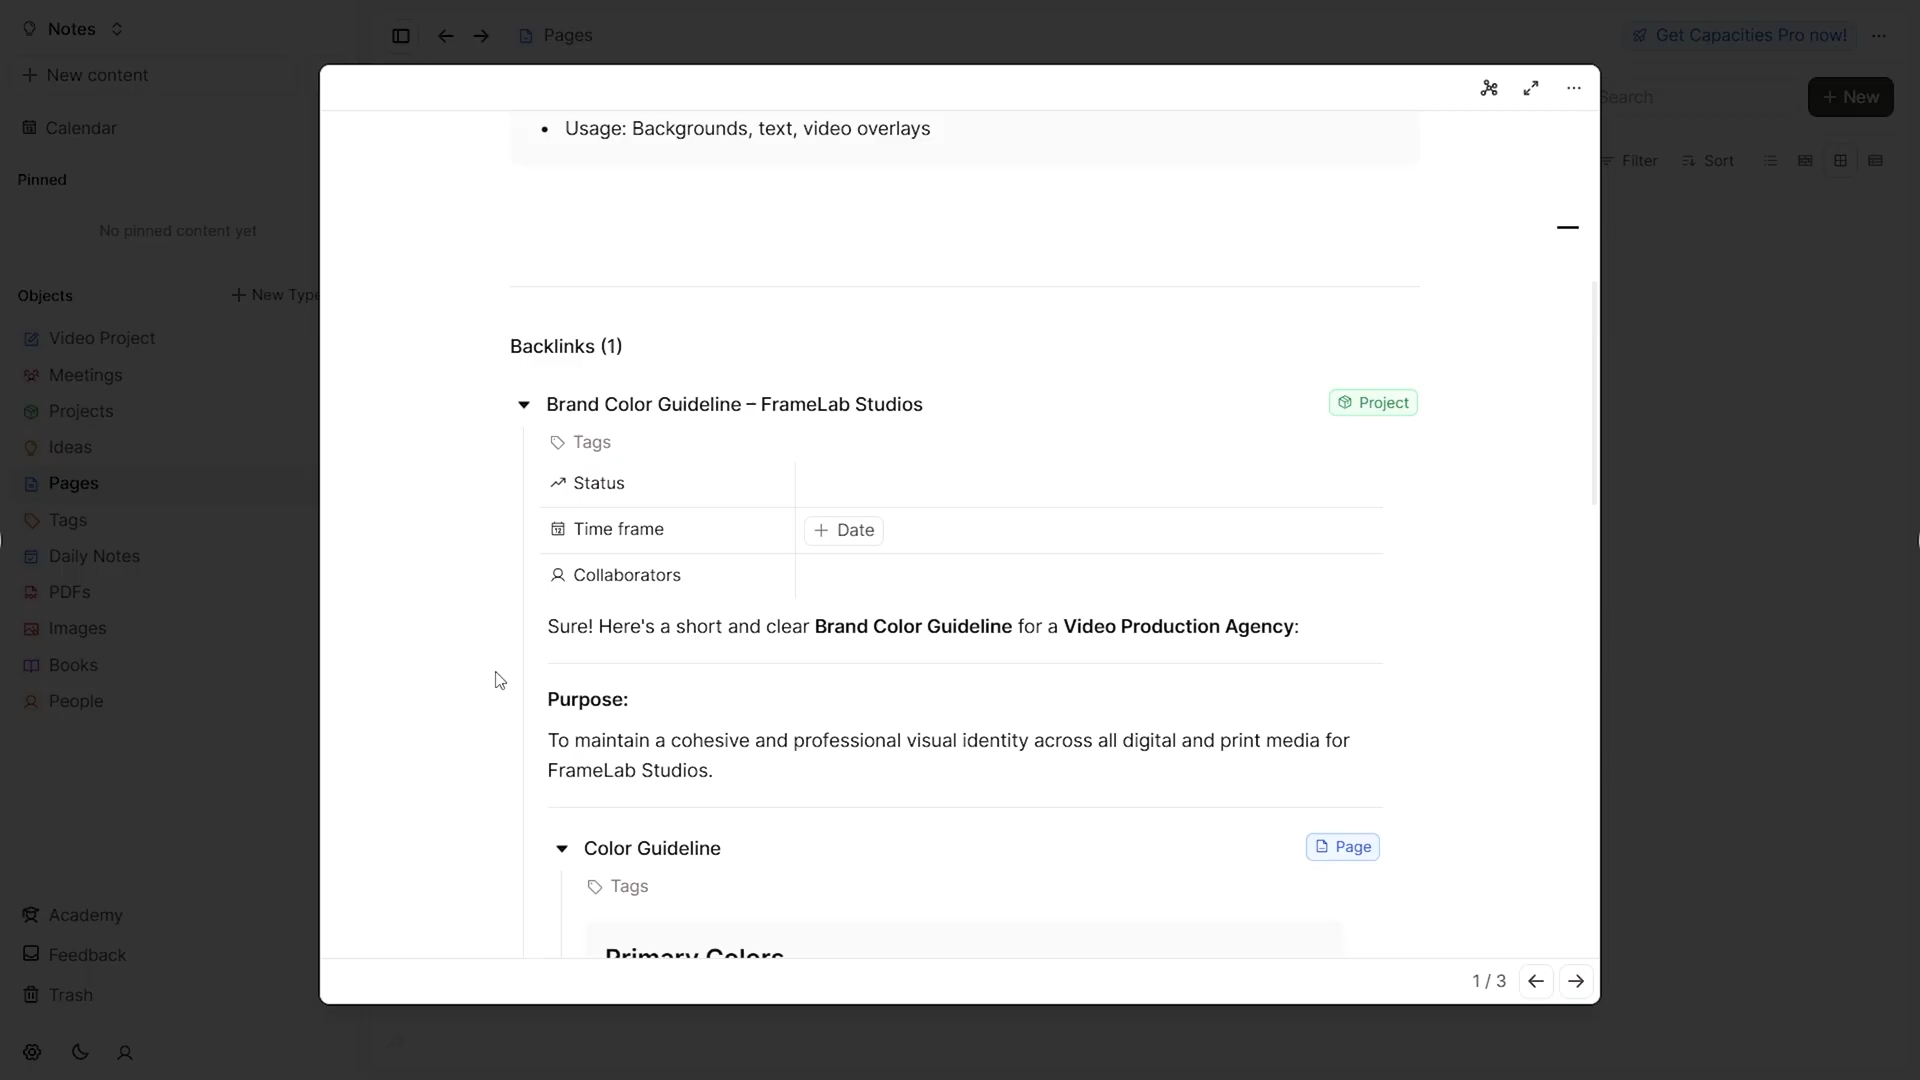 Notes
New content
Calendar
Pinned
No pinned content yet
Objects
New Type
Video Project
Meetings
Projects
Ideas
Pages
Tags
Daily Notes
PDFs
Images
Books
People
Academy
Feedback
Trash
Pages
Get Capacities Pro now!
Search
New
Filter
Sort
• Usage: Backgrounds, text, video overlays
Backlinks (1)
Brand Color Guideline – FrameLab Studios
Project
Tags
Status
Time frame
+ Date
Collaborators
Sure! Here's a short and clear Brand Color Guideline for a Video Production Agency:
Purpose:
To maintain a cohesive and professional visual identity across all digital and print media for
FrameLab Studios.
Color Guideline
Page
Tags
Primary Colors
1 / 3